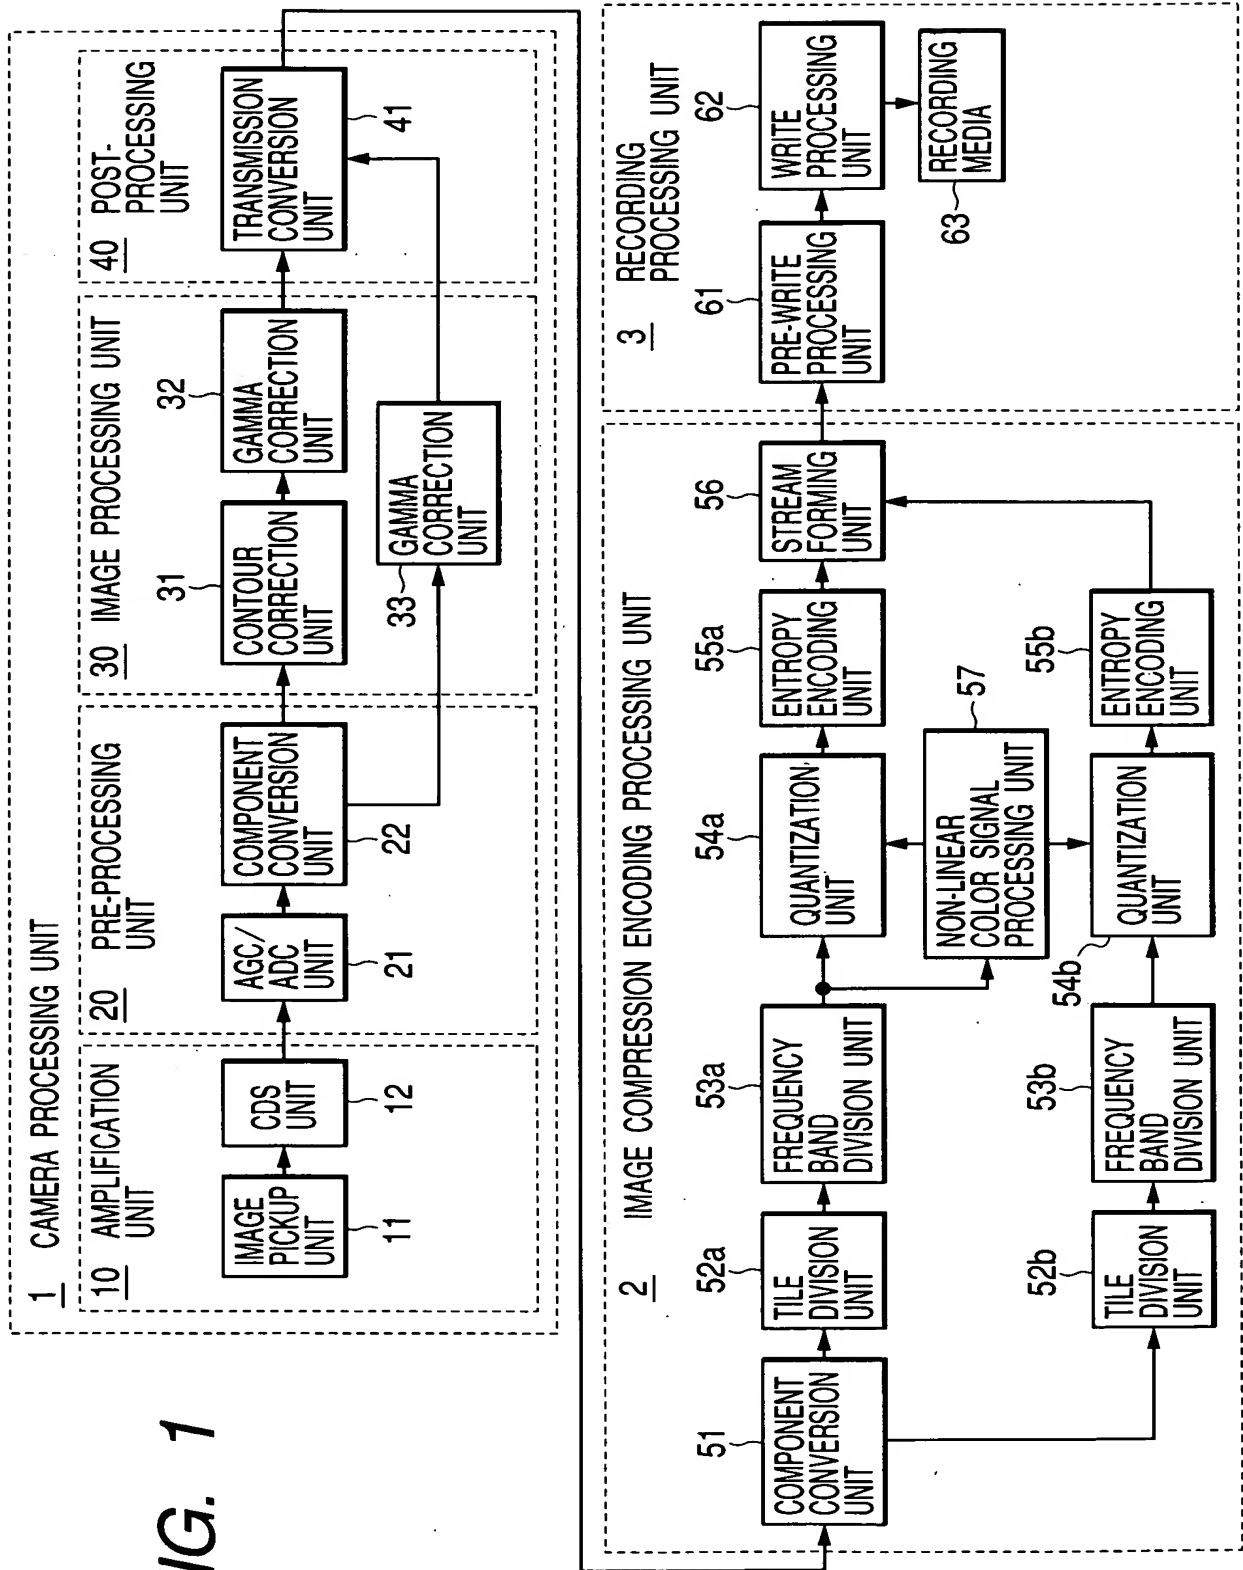 FIG. 1
1 CAMERA PROCESSING UNIT
10 AMPLIFICATION
UNIT
IMAGE
PICKUP
UNIT
11
CDS
UNIT
12
20 PRE-PROCESSING
UNIT
AGC/
ADC
UNIT
21
COMPONENT
CONVERSION
UNIT
22
30 IMAGE PROCESSING UNIT
31
CONTOUR
CORRECTION
UNIT
32
GAMMA
CORRECTION
UNIT
33
GAMMA
CORRECTION
UNIT
40 POST-
PROCESSING
UNIT
TRANSMISSION
CONVERSION
UNIT
41
2 IMAGE COMPRESSION ENCODING PROCESSING UNIT
51
COMPONENT
CONVERSION
UNIT
52a
TILE
DIVISION
UNIT
53a
FREQUENCY
BAND
DIVISION UNIT
54a
QUANTIZATION
UNIT
55a
ENTROPY
ENCODING
UNIT
56
STREAM
FORMING
UNIT
57
NON-LINEAR
COLOR SIGNAL
PROCESSING UNIT
52b
TILE
DIVISION
UNIT
53b
FREQUENCY
BAND
DIVISION UNIT
54b
QUANTIZATION
UNIT
55b
ENTROPY
ENCODING
UNIT
3 RECORDING
PROCESSING UNIT
61
PRE-WRITE
PROCESSING
UNIT
62
WRITE
PROCESSING
UNIT
63
RECORDING
MEDIA